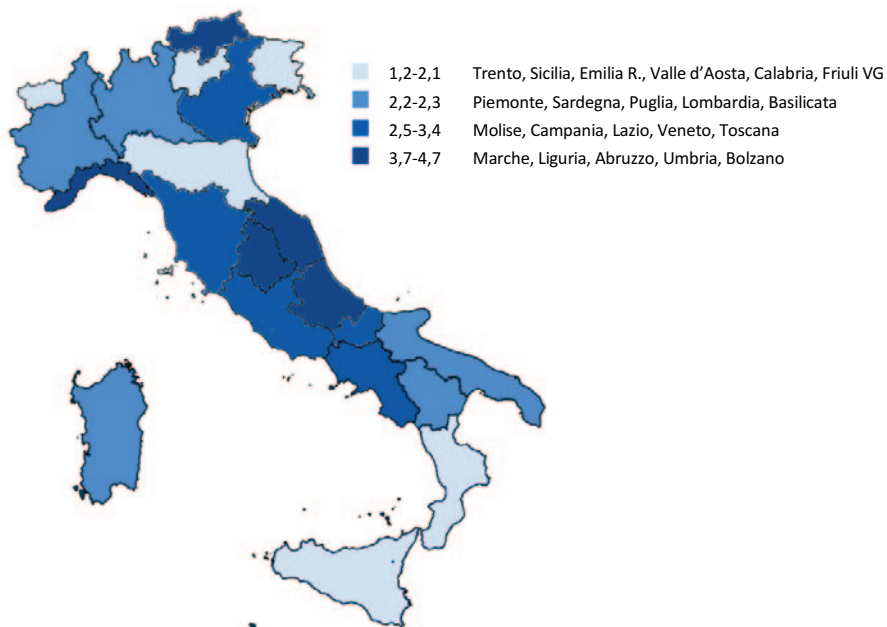 1,2-2,1 Trento, Sicilia, Emilia R., Valle d'Aosta, Calabria, Friuli VG
2,2-2,3 Piemonte, Sardegna, Puglia, Lombardia, Basilicata
2,5-3,4 Molise, Campania, Lazio, Veneto, Toscana
3,7-4,7 Marche, Liguria, Abruzzo, Umbria, Bolzano